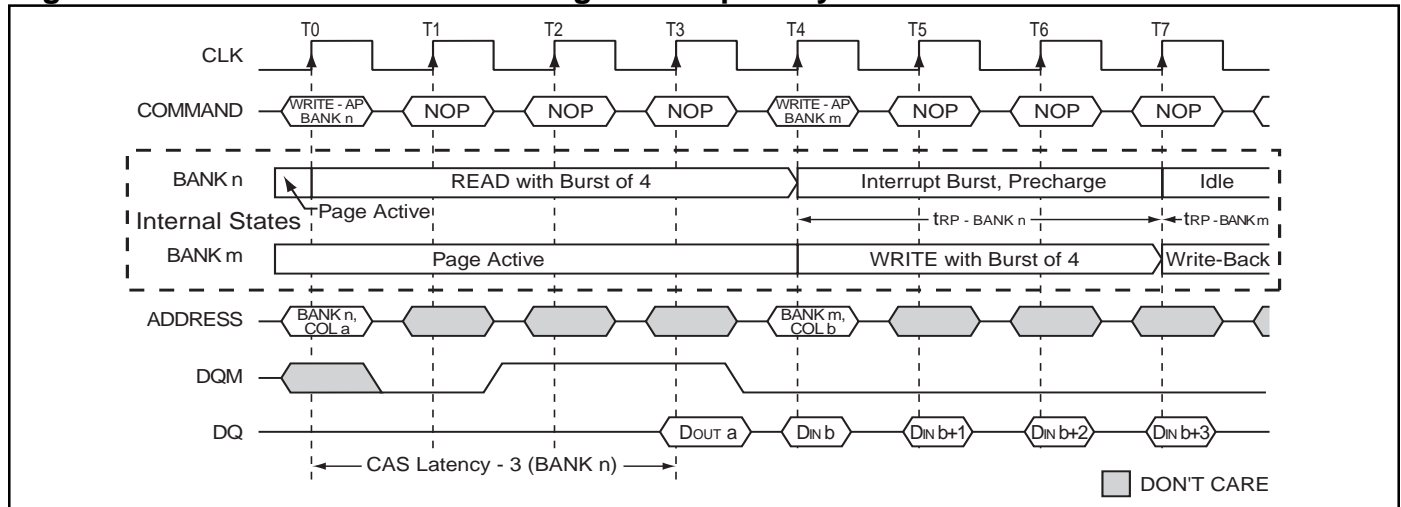 T0 T1 T2 T3 T4 T5 T6 T7
CLK
COMMAND WRITE - AP BANK n NOP NOP NOP WRITE - AP BANK m NOP NOP NOP
BANK n READ with Burst of 4 Interrupt Burst, Precharge Idle
Internal States Page Active tRP - BANK n tRP - BANK m
BANK m Page Active WRITE with Burst of 4 Write-Back
ADDRESS BANK n, COL a BANK m, COL b
DQM
DQ DOUT a DIN b DIN b+1 DIN b+2 DIN b+3
CAS Latency - 3 (BANK n)
DON'T CARE